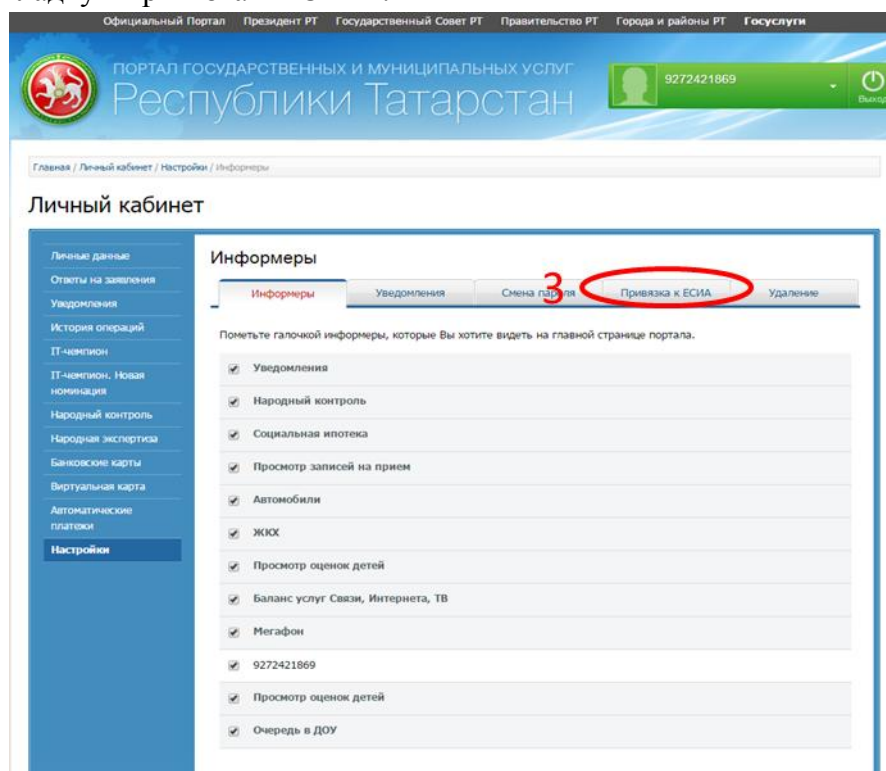 Официальный Портал Президент РТ Государственный Совет РТ Правительство РТ Города и районы РТ Госуслуги
ПОРТАЛ ГОСУДАРСТВЕННЫХ И МУНИЦИПАЛЬНЫХ УСЛУГ
Республики Татарстан
9272421869
Выход
Главная / Личный кабинет / Настройки / Информеры
Личный кабинет
Личные данные
Ответы на заявления
Уведомления
История операций
IT-чемпион
IT-чемпион. Новая
номинация
Народный контроль
Народная экспертиза
Банковские карты
Виртуальная карта
Автоматические
платежи
Настройки
Информеры
3
Информеры Уведомления Смена пароля Привязка к ЕСИА Удаление
Пометьте галочкой информеры, которые Вы хотите видеть на главной странице портала.
Уведомления
Народный контроль
Социальная ипотека
Просмотр записей на прием
Автомобили
ЖКХ
Просмотр оценок детей
Баланс услуг Связи, Интернета, ТВ
Мегафон
9272421869
Просмотр оценок детей
Очередь в ДОУ